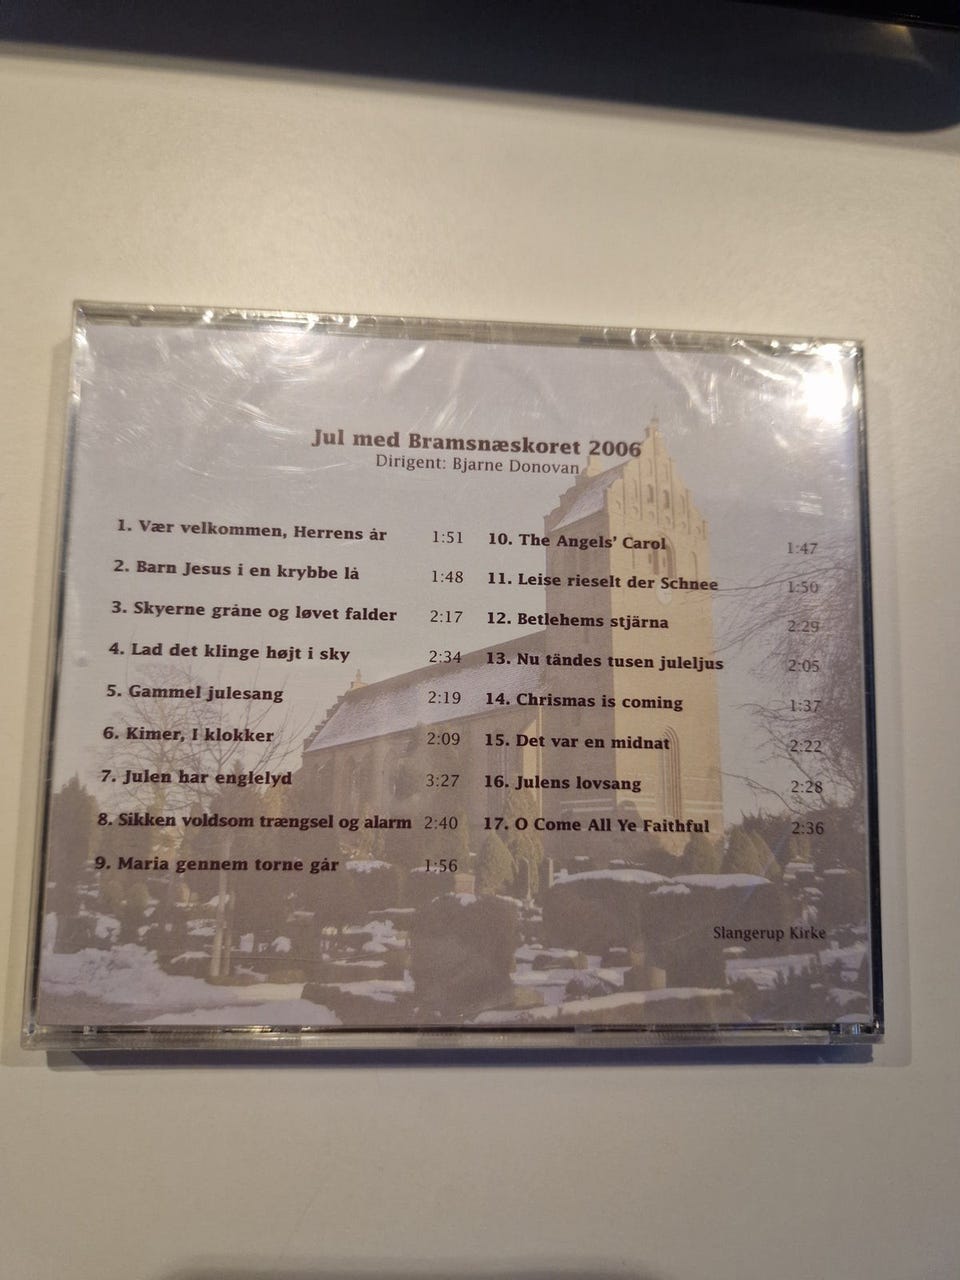 Jul med Bramsnæskoret 2006
Dirigent: Bjarne Donovan
1. Vær velkommen, Herrens år 1:51
2. Barn Jesus i en krybbe lå 1:48
3. Skyerne gråne og løvet falder 2:17
4. Lad det klinge højt i sky 2:34
5. Gammel julesang 2:19
6. Kimer, I klokker 2:09
7. Julen har englelyd 3:27
8. Sikken voldsom trængsel og alarm 2:40
9. Maria gennem torne går 1:56
10. The Angels' Carol 1:47
11. Leise rieselt der Schnee 1:50
12. Betlehems stjärna 2:29
13. Nu tändes tusen juleljus 2:05
14. Chrismas is coming 1:37
15. Det var en midnat 2:22
16. Julens lovsang 2:28
17. O Come All Ye Faithful 2:36
Slangerup Kirke